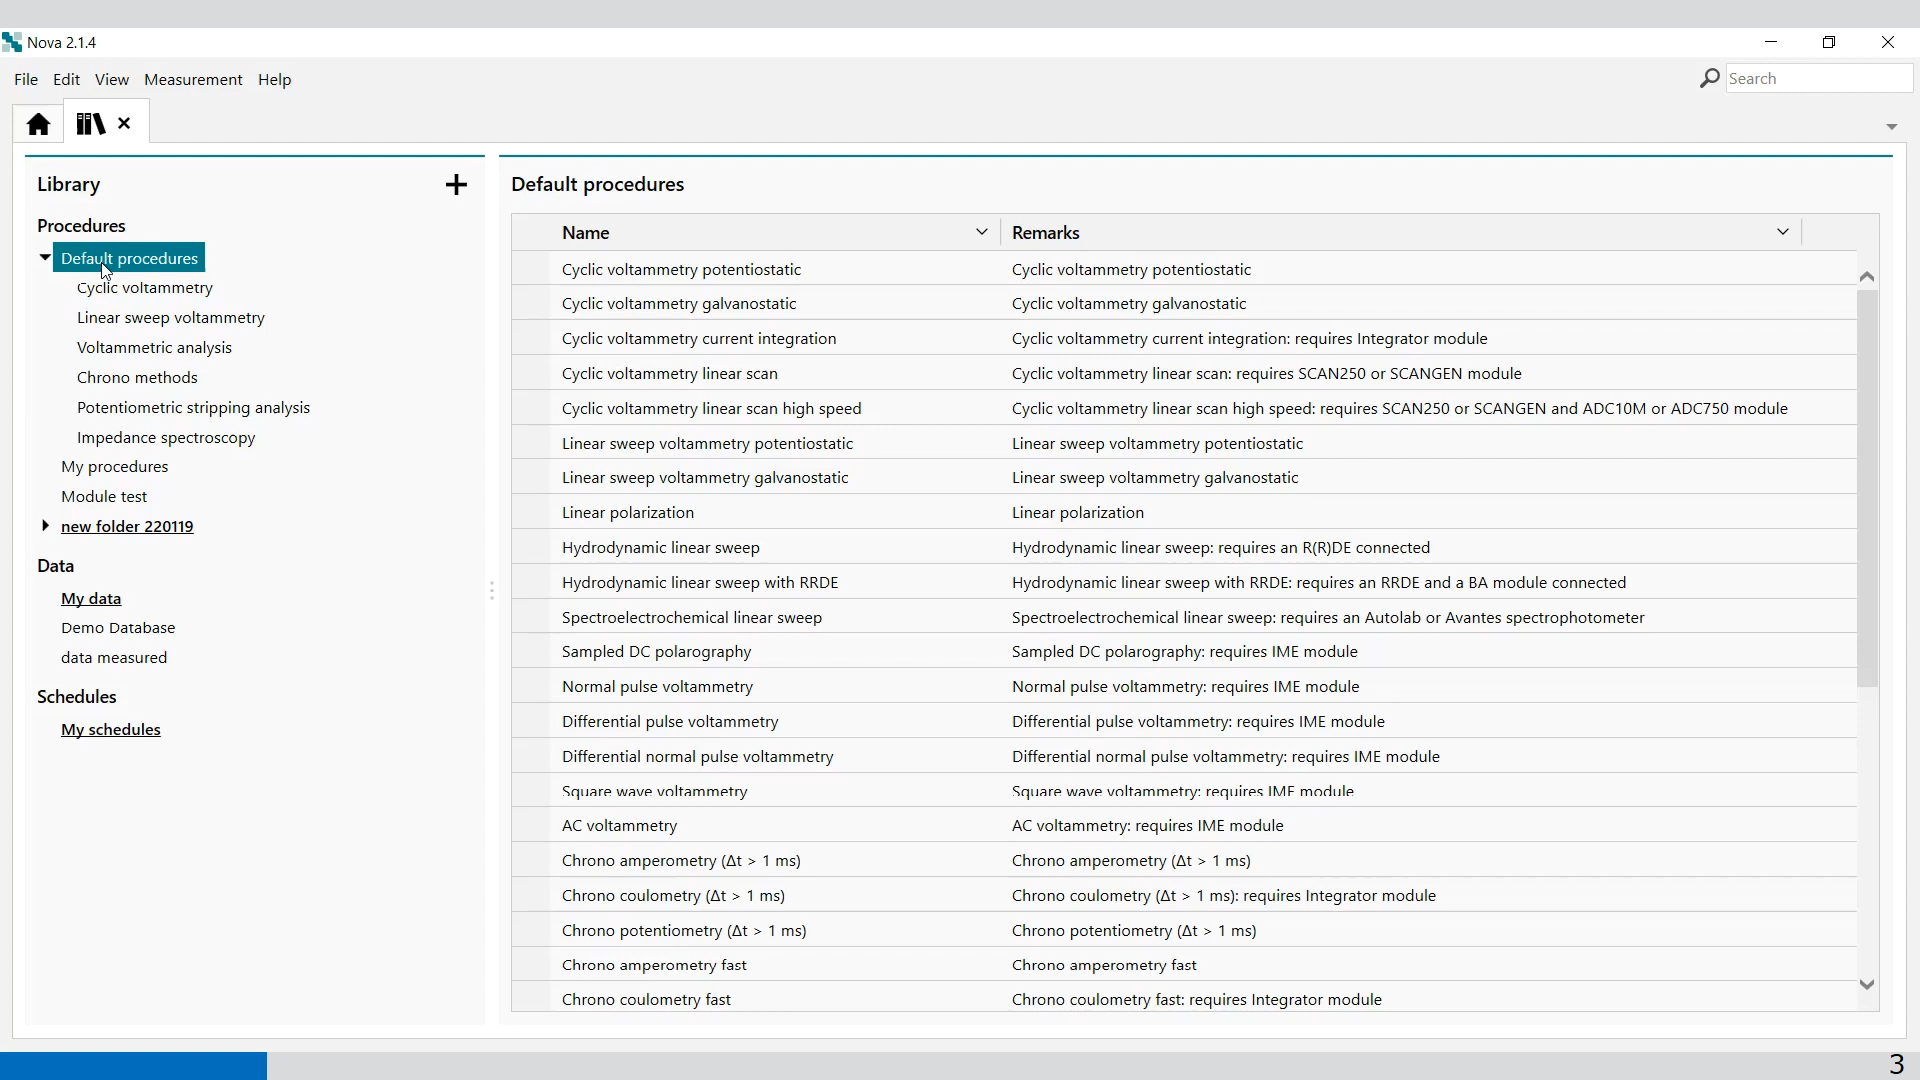 Nova 2.1.4
File Edit View Measurement Help
Search
Library
Procedures
Default procedures
Cyclic voltammetry
Linear sweep voltammetry
Voltammetric analysis
Chrono methods
Potentiometric stripping analysis
Impedance spectroscopy
My procedures
Module test
new folder 220119
Data
My data
Demo Database
data measured
Schedules
My schedules
Default procedures
Name Remarks
Cyclic voltammetry potentiostatic Cyclic voltammetry potentiostatic
Cyclic voltammetry galvanostatic Cyclic voltammetry galvanostatic
Cyclic voltammetry current integration Cyclic voltammetry current integration: requires Integrator module
Cyclic voltammetry linear scan Cyclic voltammetry linear scan: requires SCAN250 or SCANGEN module
Cyclic voltammetry linear scan high speed Cyclic voltammetry linear scan high speed: requires SCAN250 or SCANGEN and ADC10M or ADC750 module
Linear sweep voltammetry potentiostatic Linear sweep voltammetry potentiostatic
Linear sweep voltammetry galvanostatic Linear sweep voltammetry galvanostatic
Linear polarization Linear polarization
Hydrodynamic linear sweep Hydrodynamic linear sweep: requires an R(R)DE connected
Hydrodynamic linear sweep with RRDE Hydrodynamic linear sweep with RRDE: requires an RRDE and a BA module connected
Spectroelectrochemical linear sweep Spectroelectrochemical linear sweep: requires an Autolab or Avantes spectrophotometer
Sampled DC polarography Sampled DC polarography: requires IME module
Normal pulse voltammetry Normal pulse voltammetry: requires IME module
Differential pulse voltammetry Differential pulse voltammetry: requires IME module
Differential normal pulse voltammetry Differential normal pulse voltammetry: requires IME module
Square wave voltammetry Square wave voltammetry: requires IME module
AC voltammetry AC voltammetry: requires IME module
Chrono amperometry (Δt > 1 ms) Chrono amperometry (Δt > 1 ms)
Chrono coulometry (Δt > 1 ms) Chrono coulometry (Δt > 1 ms): requires Integrator module
Chrono potentiometry (Δt > 1 ms) Chrono potentiometry (Δt > 1 ms)
Chrono amperometry fast Chrono amperometry fast
Chrono coulometry fast Chrono coulometry fast: requires Integrator module
3